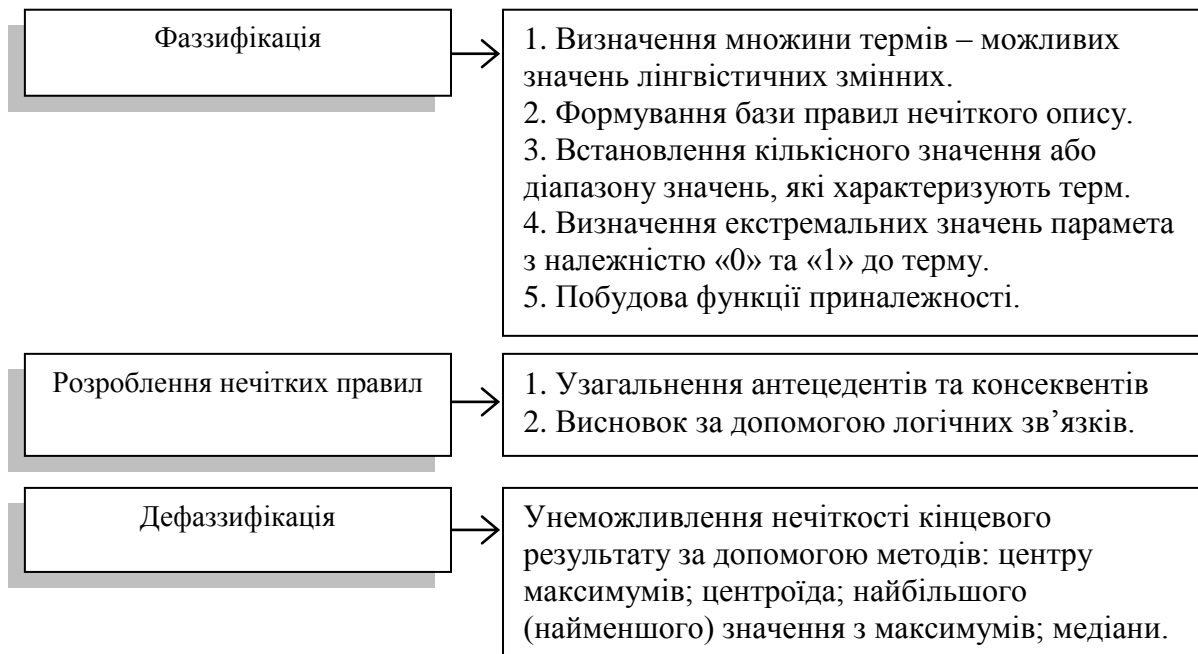 Фаззифікація
1. Визначення множини термів – можливих
значень лінгвістичних змінних.
2. Формування бази правил нечіткого опису.
3. Встановлення кількісного значення або
діапазону значень, які характеризують терм.
4. Визначення екстремальних значень парамета
з належністю «0» та «1» до терму.
5. Побудова функції приналежності.
Розроблення нечітких правил
1. Узагальнення антецедентів та консеквентів
2. Висновок за допомогою логічних зв’язків.
Дефаззифікація
Унеможливлення нечіткості кінцевого
результату за допомогою методів: центру
максимумів; центроїда; найбільшого
(найменшого) значення з максимумів; медіани.